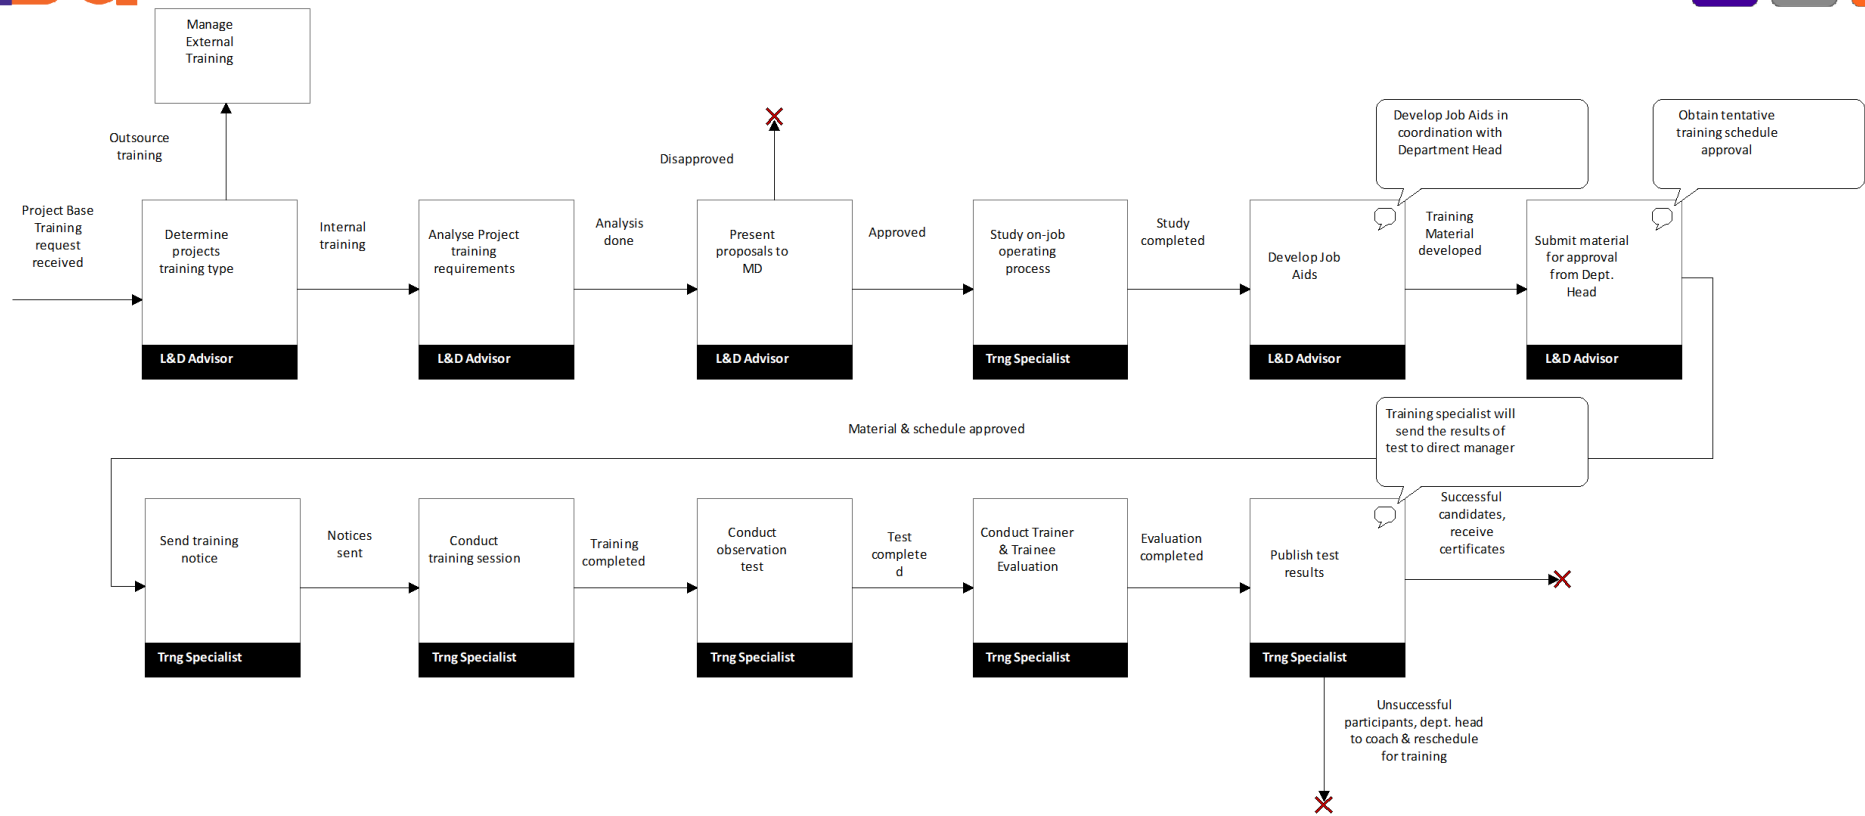 Manage
External
Training
Outsource
training
Disapproved
Develop Job Aids in
coordination with
Department Head
Obtain tentative
training schedule
approval
Project Base
Training
request
received
Determine
projects
training type
L&D Advisor
Internal
training
Analyse Project
training
requirements
L&D Advisor
Analysis
done
Present
proposals to
MD
L&D Advisor
Approved
Study on-job
operating
process
Trng Specialist
Study
completed
Develop Job
Aids
L&D Advisor
Training
Material
developed
Submit material
for approval
from Dept.
Head
L&D Advisor
Material & schedule approved
Training specialist will
send the results of
test to direct manager
Send training
notice
Trng Specialist
Notices
sent
Conduct
training session
Trng Specialist
Training
completed
Conduct
observation
test
Trng Specialist
Test
complete
d
Conduct Trainer
& Trainee
Evaluation
Trng Specialist
Evaluation
completed
Publish test
results
Trng Specialist
Successful
candidates,
receive
certificates
Unsuccessful
participants, dept. head
to coach & reschedule
for training